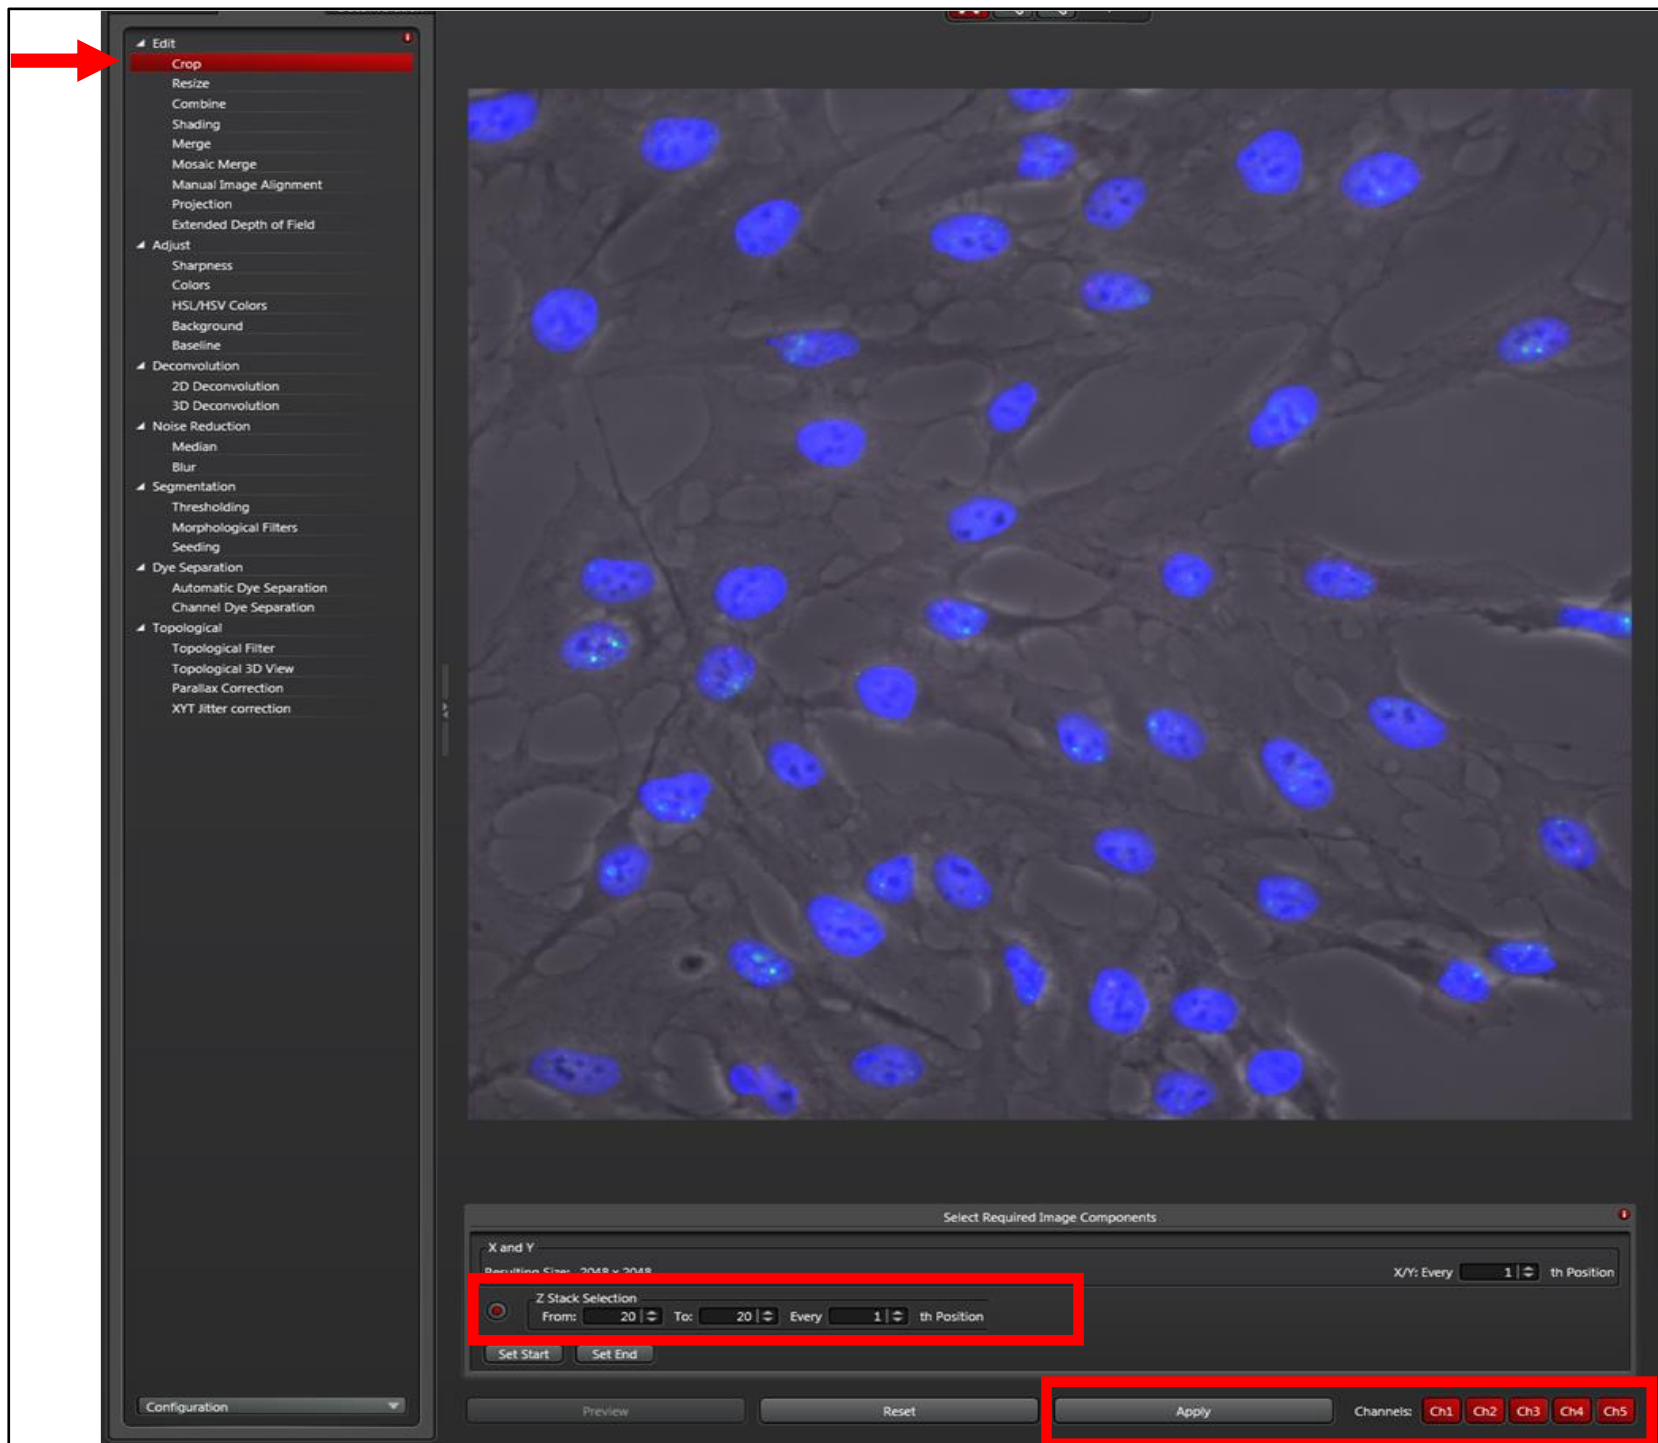 Edit
Crop
Resize
Combine
Shading
Merge
Mosaic Merge
Manual Image Alignment
Projection
Extended Depth of Field
Adjust
Sharpness
Colors
HSL/HSV Colors
Background
Baseline
Deconvolution
2D Deconvolution
3D Deconvolution
Noise Reduction
Median
Blur
Segmentation
Thresholding
Morphological Filters
Seeding
Dye Separation
Automatic Dye Separation
Channel Dye Separation
Topological
Topological Filter
Topological 3D View
Parallax Correction
XYT Jitter correction
Configuration
Select Required Image Components
X and Y
Resulting Size: 2048 x 2048 X/Y: Every 1 th Position
Z Stack Selection
From: 20 To: 20 Every 1 th Position
Set Start Set End
Preview Reset Apply Channels: Ch1 Ch2 Ch3 Ch4 Ch5